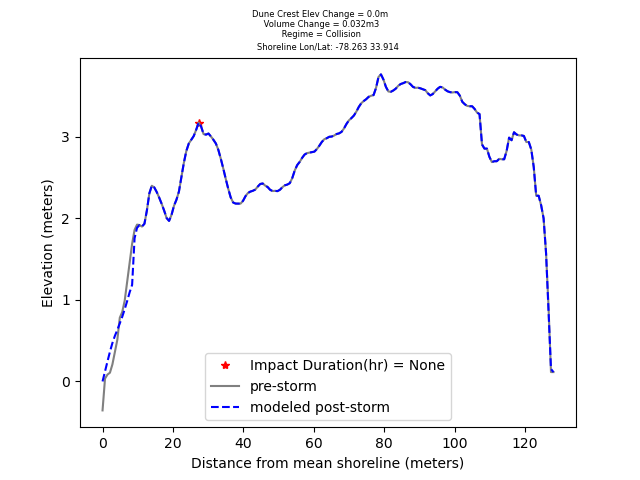 Dune Crest Elev Change = 0.0m
Volume Change = 0.032m3
Regime = Collision
Shoreline Lon/Lat: -78.263 33.914
Elevation (meters)
3
2
1
0
Impact Duration(hr) = None
pre-storm
modeled post-storm
0 20 40 60 80 100 120
Distance from mean shoreline (meters)